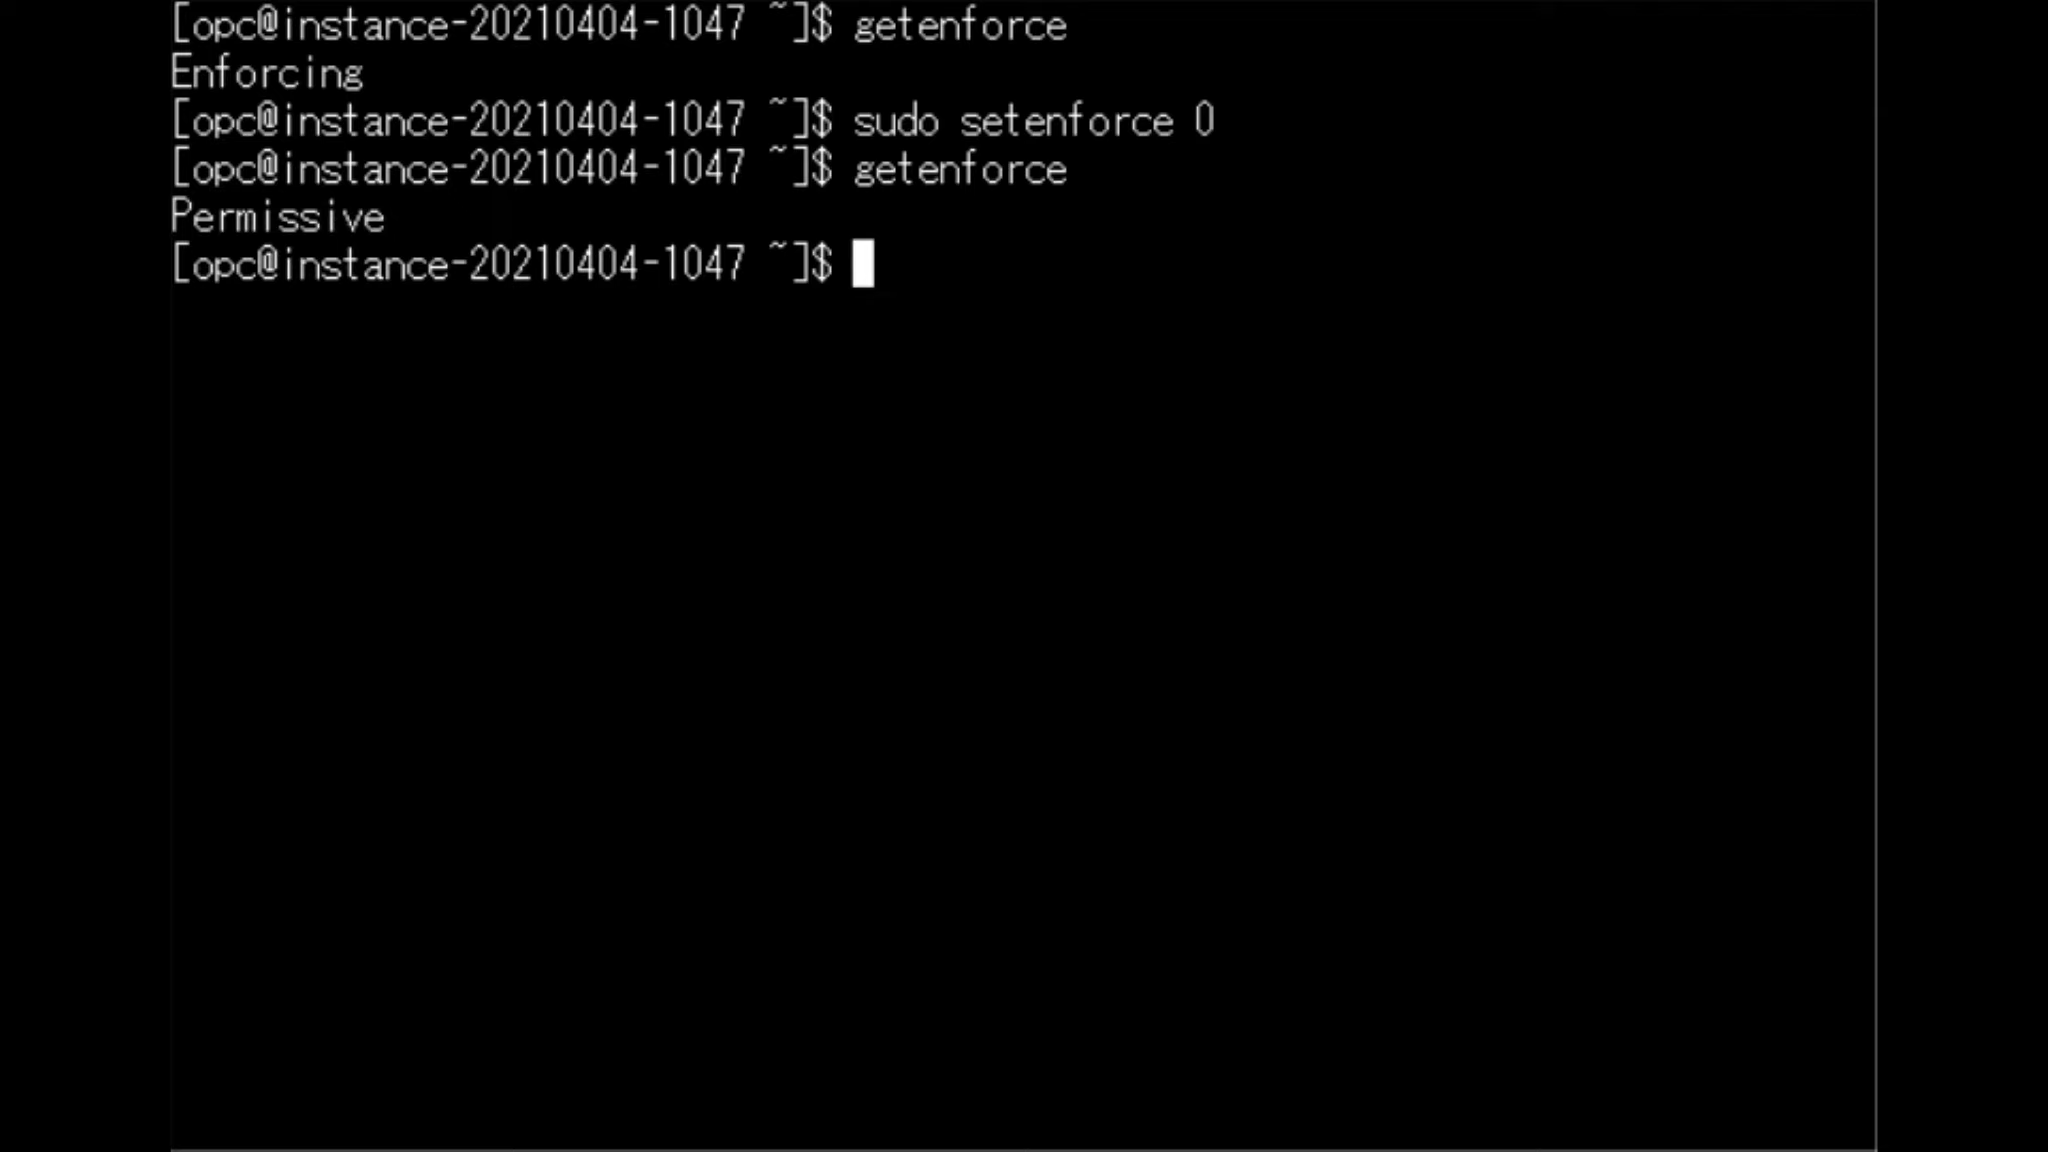 [opc@instance-20210404-1047 ~]$ getenforce
Enforcing
[opc@instance-20210404-1047 ~]$ sudo setenforce 0
[opc@instance-20210404-1047 ~]$ getenforce
Permissive
[opc@instance-20210404-1047 ~]$